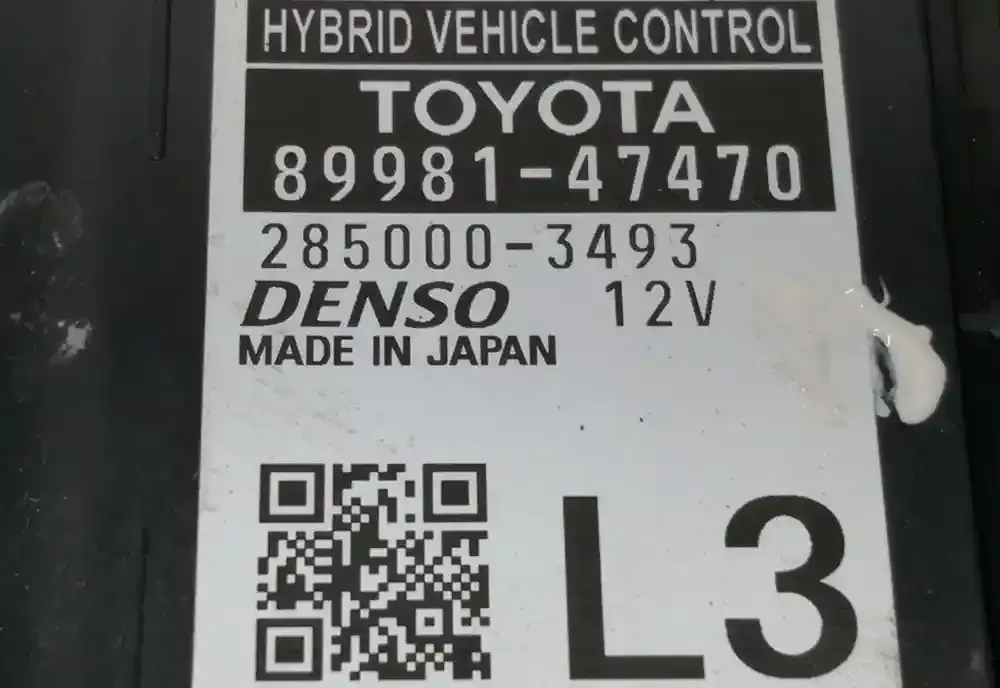 HYBRID VEHICLE CONTROL
TOYOTA
89981-47470
285000-3493
DENSO 12V
MADE IN JAPAN
L3